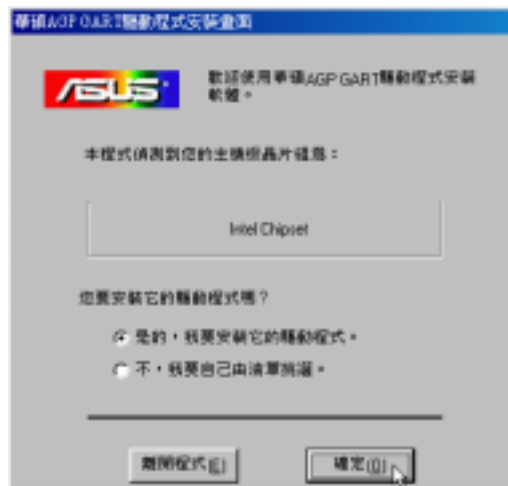 華碩AGP GART驅動程式安裝畫面
ASUS
歡迎使用華碩AGP GART驅動程式安裝
軟體。
本程式偵測到您的主機板晶片組為：
Intel Chipset
您要安裝它的驅動程式嗎？
是的，我要安裝它的驅動程式。
不，我要自己由清單挑選。
離開程式(E)
確定(O)